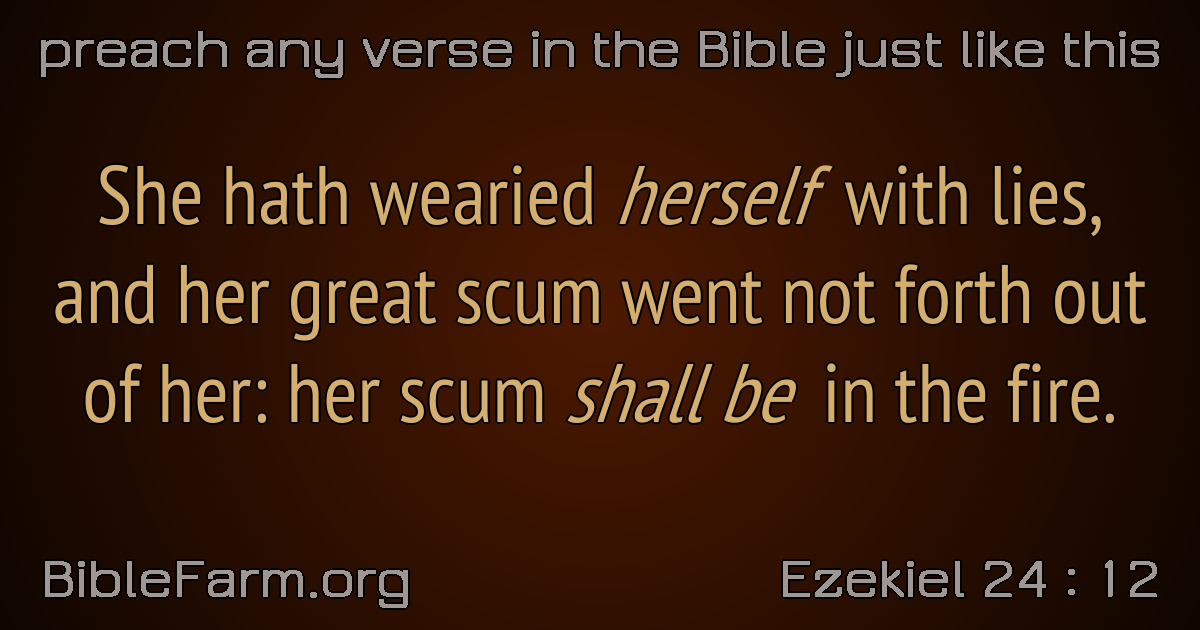 preach any verse in the Bible just like this
She hath wearied herself with lies,
and her great scum went not forth out
of her: her scum shall be in the fire.
BibleFarm.org
Ezekiel 24 : 12